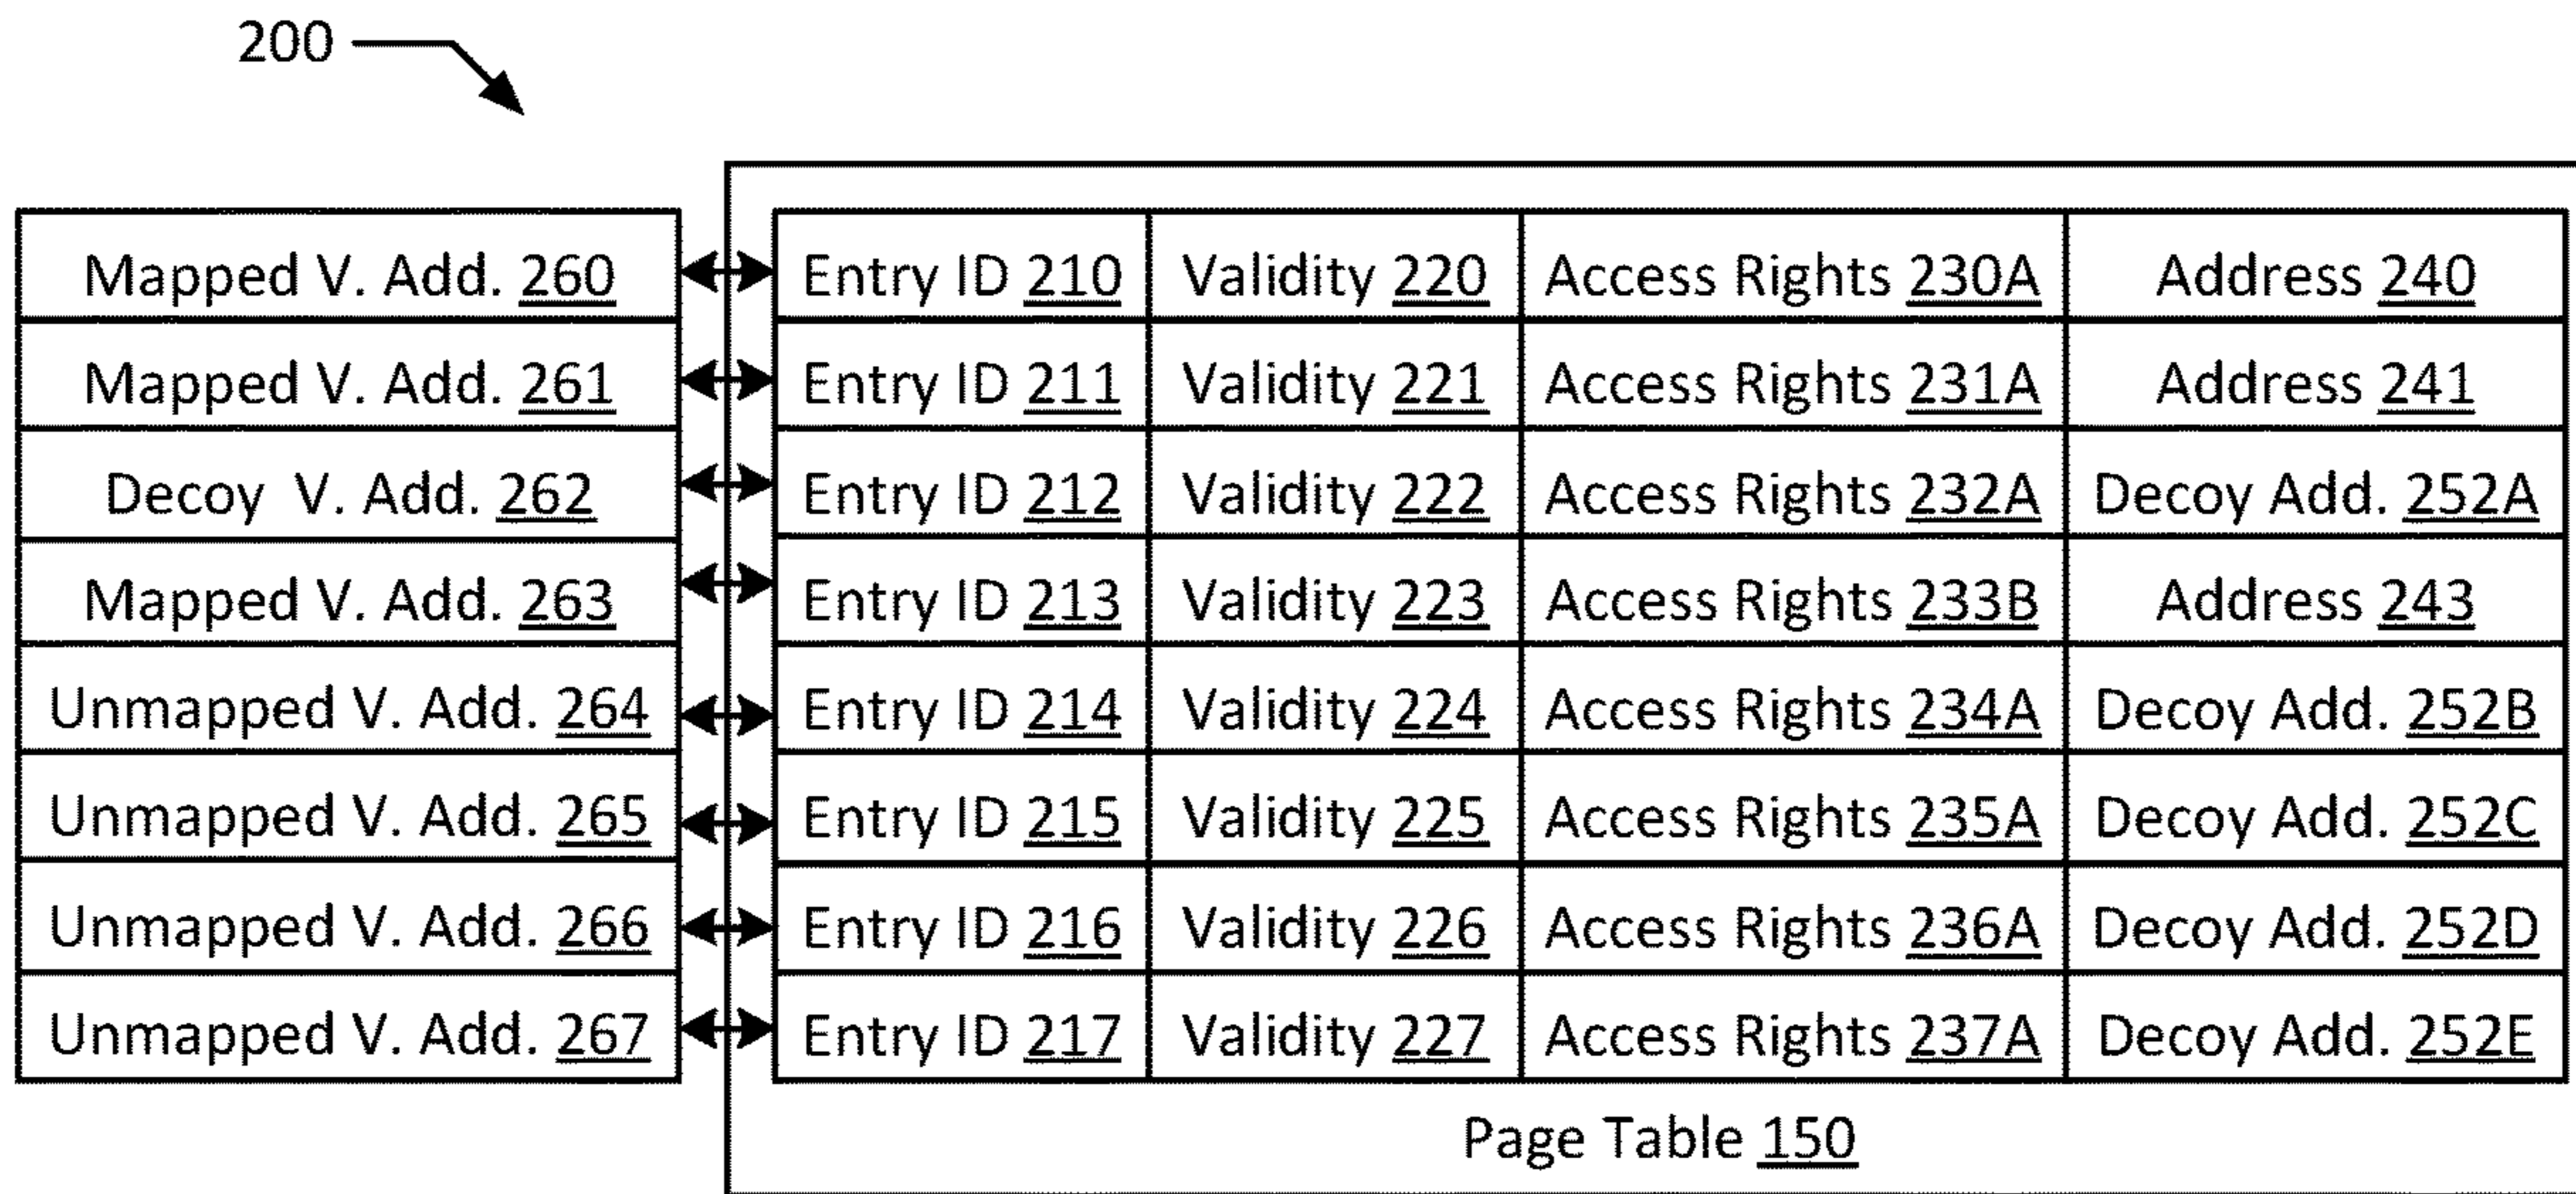 200
Mapped V. Add. 260 Entry ID 210 Validity 220 Access Rights 230A Address 240
Mapped V. Add. 261 Entry ID 211 Validity 221 Access Rights 231A Address 241
Decoy V. Add. 262 Entry ID 212 Validity 222 Access Rights 232A Decoy Add. 252A
Mapped V. Add. 263 Entry ID 213 Validity 223 Access Rights 233B Address 243
Unmapped V. Add. 264 Entry ID 214 Validity 224 Access Rights 234A Decoy Add. 252B
Unmapped V. Add. 265 Entry ID 215 Validity 225 Access Rights 235A Decoy Add. 252C
Unmapped V. Add. 266 Entry ID 216 Validity 226 Access Rights 236A Decoy Add. 252D
Unmapped V. Add. 267 Entry ID 217 Validity 227 Access Rights 237A Decoy Add. 252E
Page Table 150